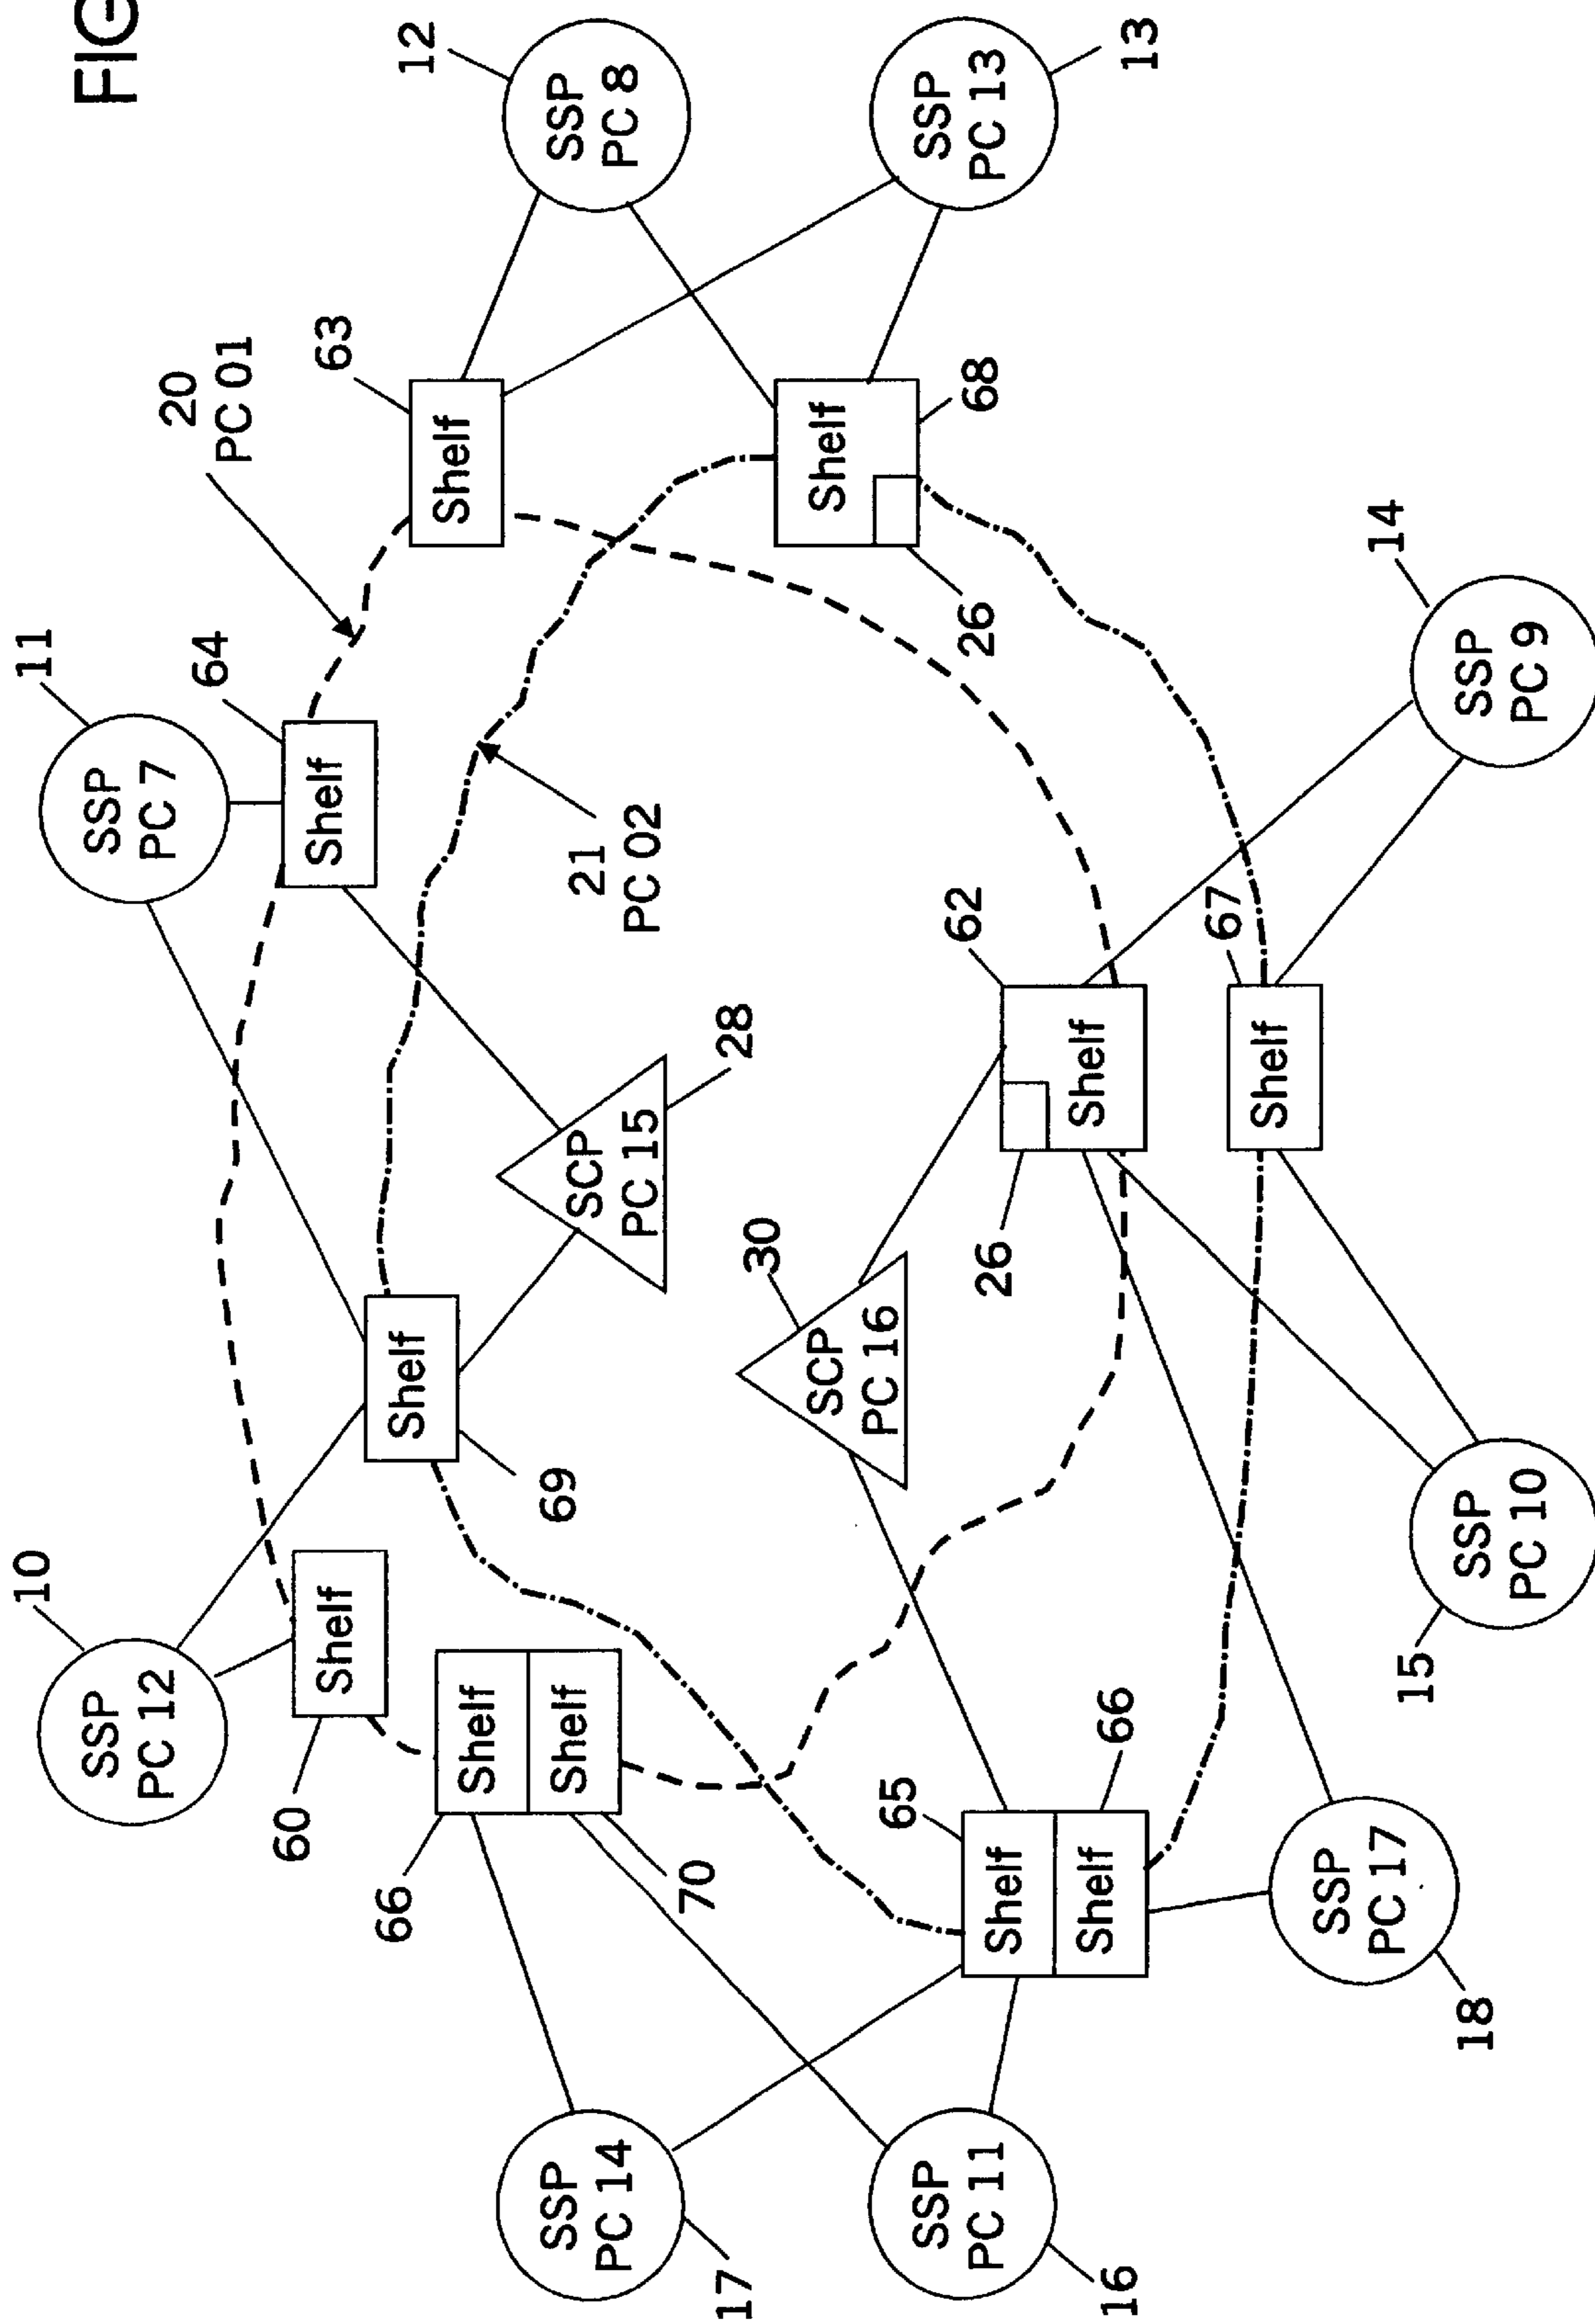 FIG
12
SSP
PC 8
SSP
PC 13
13
20
PC 01
63
Shelf
Shelf
68
26
11
SSP
PC 7
64
Shelf
21
PC 02
14
SSP
PC 9
62
Shelf
26
67
Shelf
SCP
PC 15
28
30
SCP
PC 16
Shelf
69
10
SSP
PC 12
Shelf
60
Shelf
Shelf
66
70
65
66
Shelf
Shelf
SSP
PC 10
15
SSP
PC 17
18
SSP
PC 14
17
SSP
PC 11
16